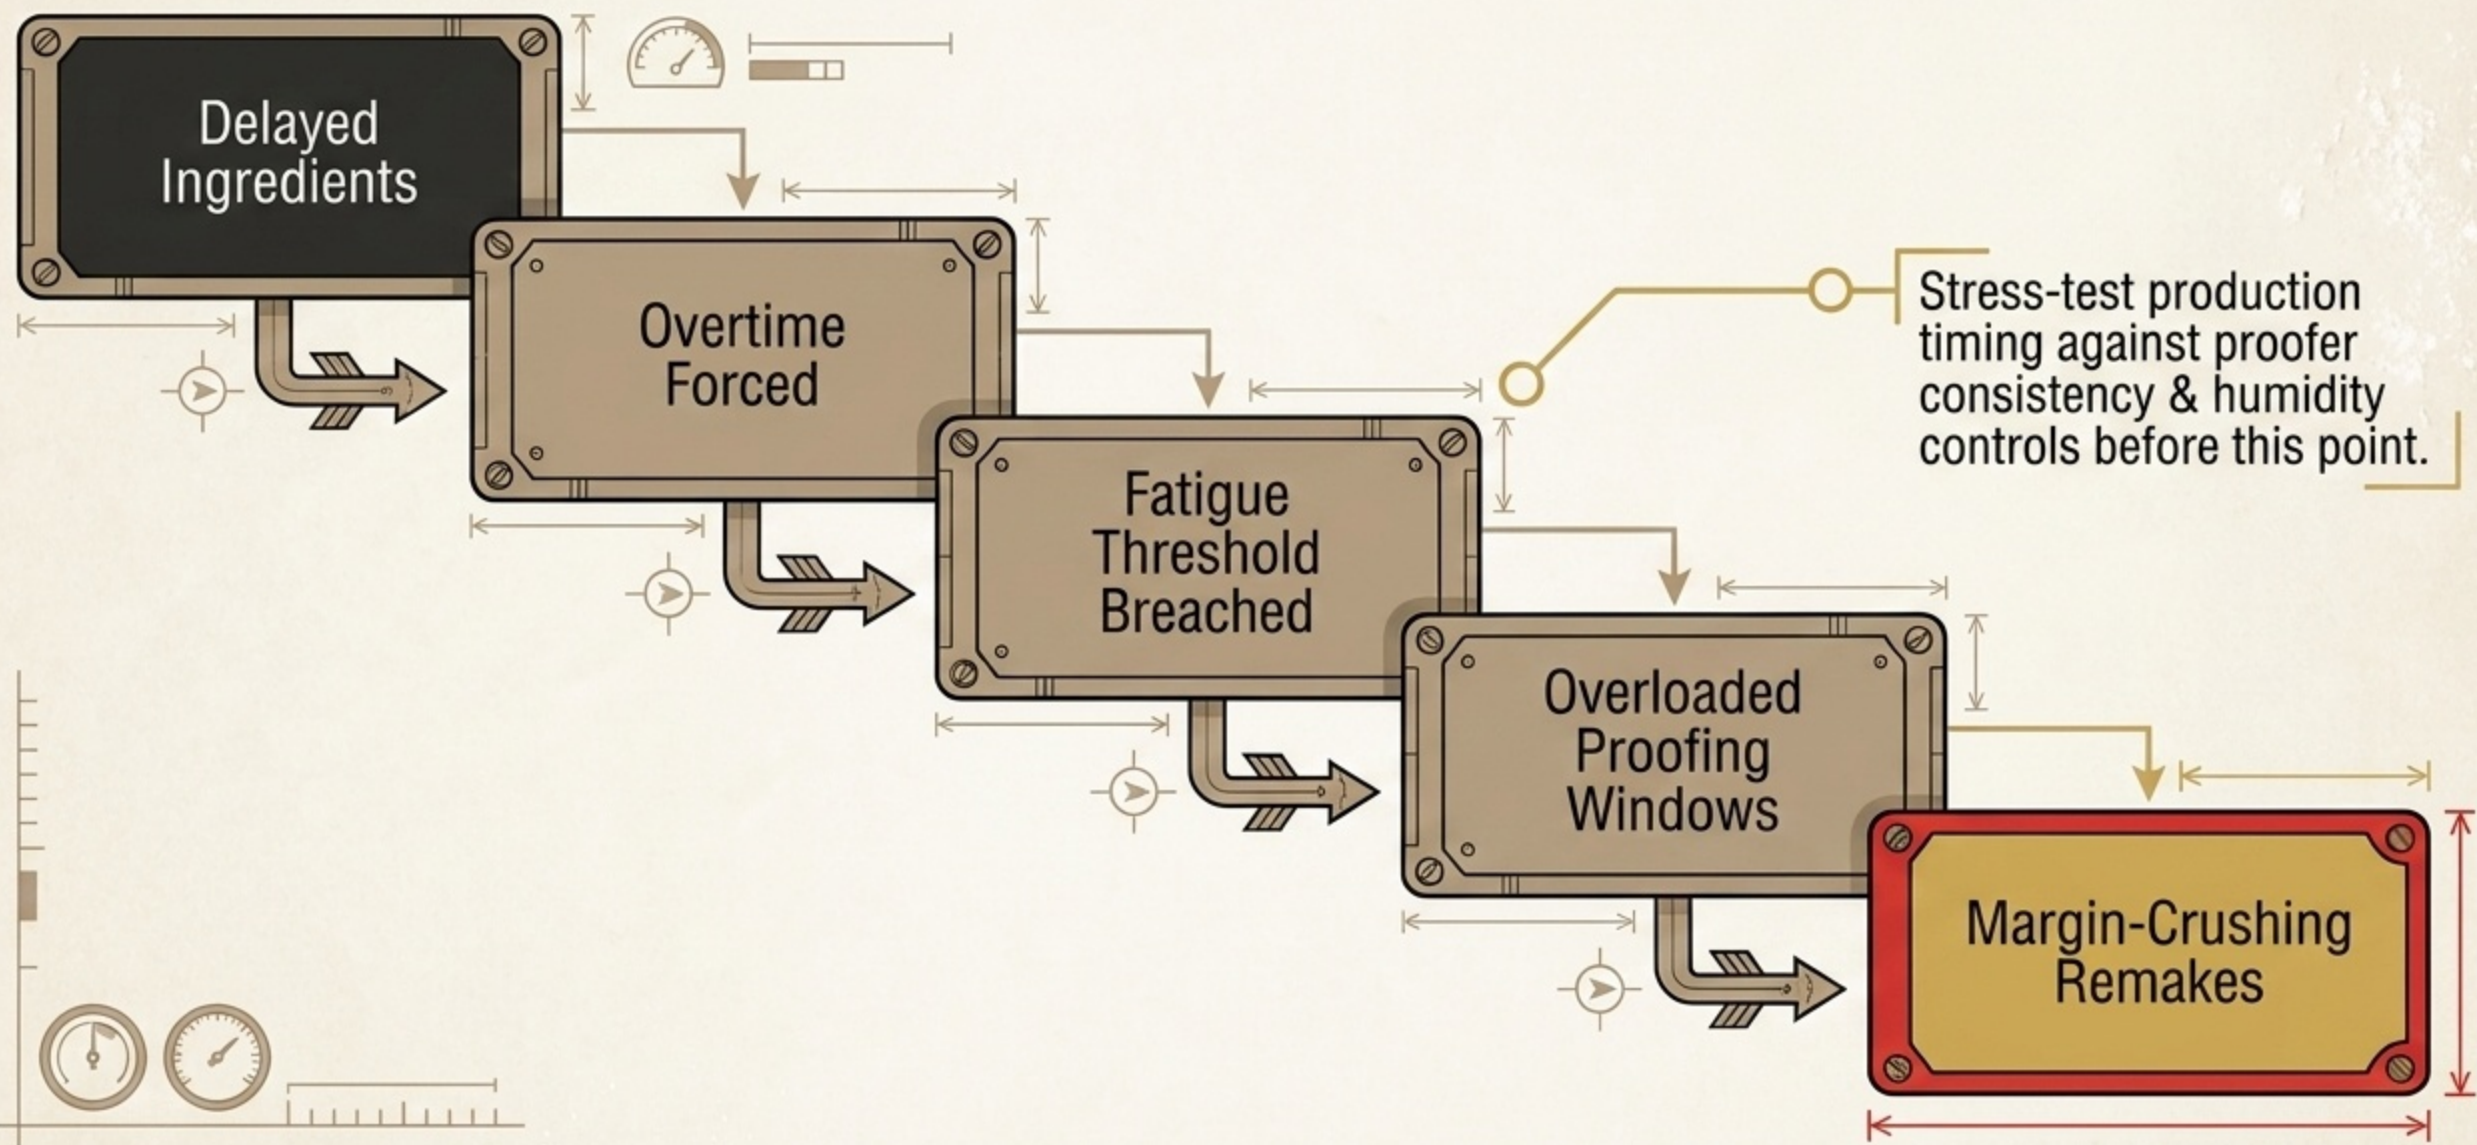 Delayed
Ingredients
Overtime
Forced
Fatigue
Threshold
Breached
Stress-test production
timing against proofer
consistency & humidity
controls before this point.
Overloaded
Proofing
Windows
Margin-Crushing
Remakes